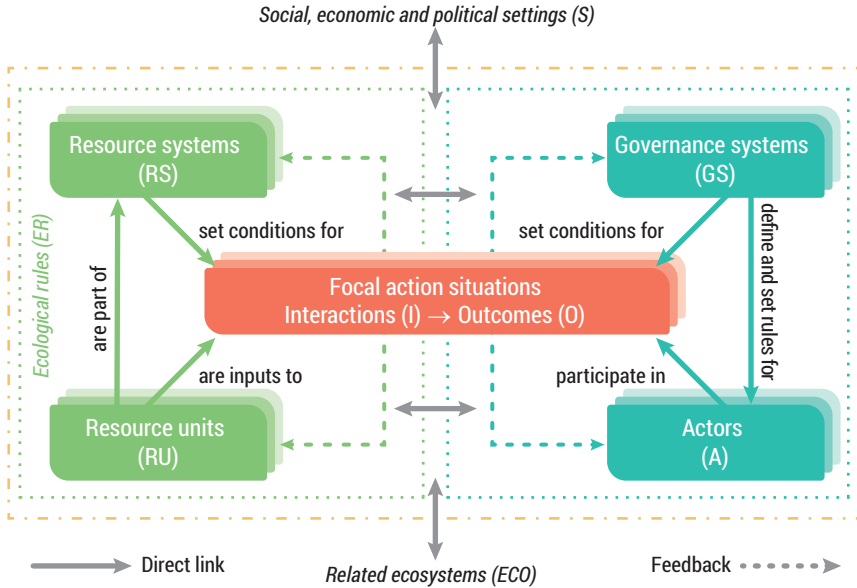 Social, economic and political settings (S)
Resource systems
(RS)
Governance systems
(GS)
Ecological rules (ER)
are part of
set conditions for
set conditions for
define and set rules for
Focal action situations
Interactions (I) → Outcomes (O)
are inputs to
participate in
Resource units
(RU)
Actors
(A)
Direct link
Related ecosystems (ECO)
Feedback